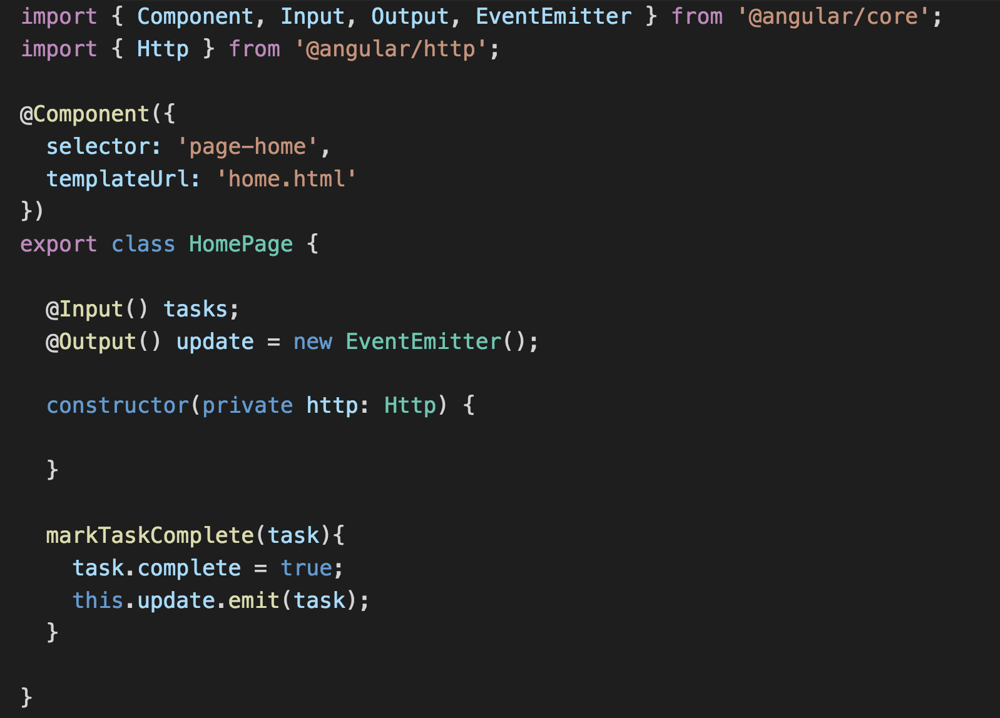 import { Component, Input, Output, EventEmitter } from '@angular/core';
import { Http } from '@angular/http';

@Component({
  selector: 'page-home',
  templateUrl: 'home.html'
})
export class HomePage {

  @Input() tasks;
  @Output() update = new EventEmitter();

  constructor(private http: Http) {

  }

  markTaskComplete(task){
    task.complete = true;
    this.update.emit(task);
  }

}